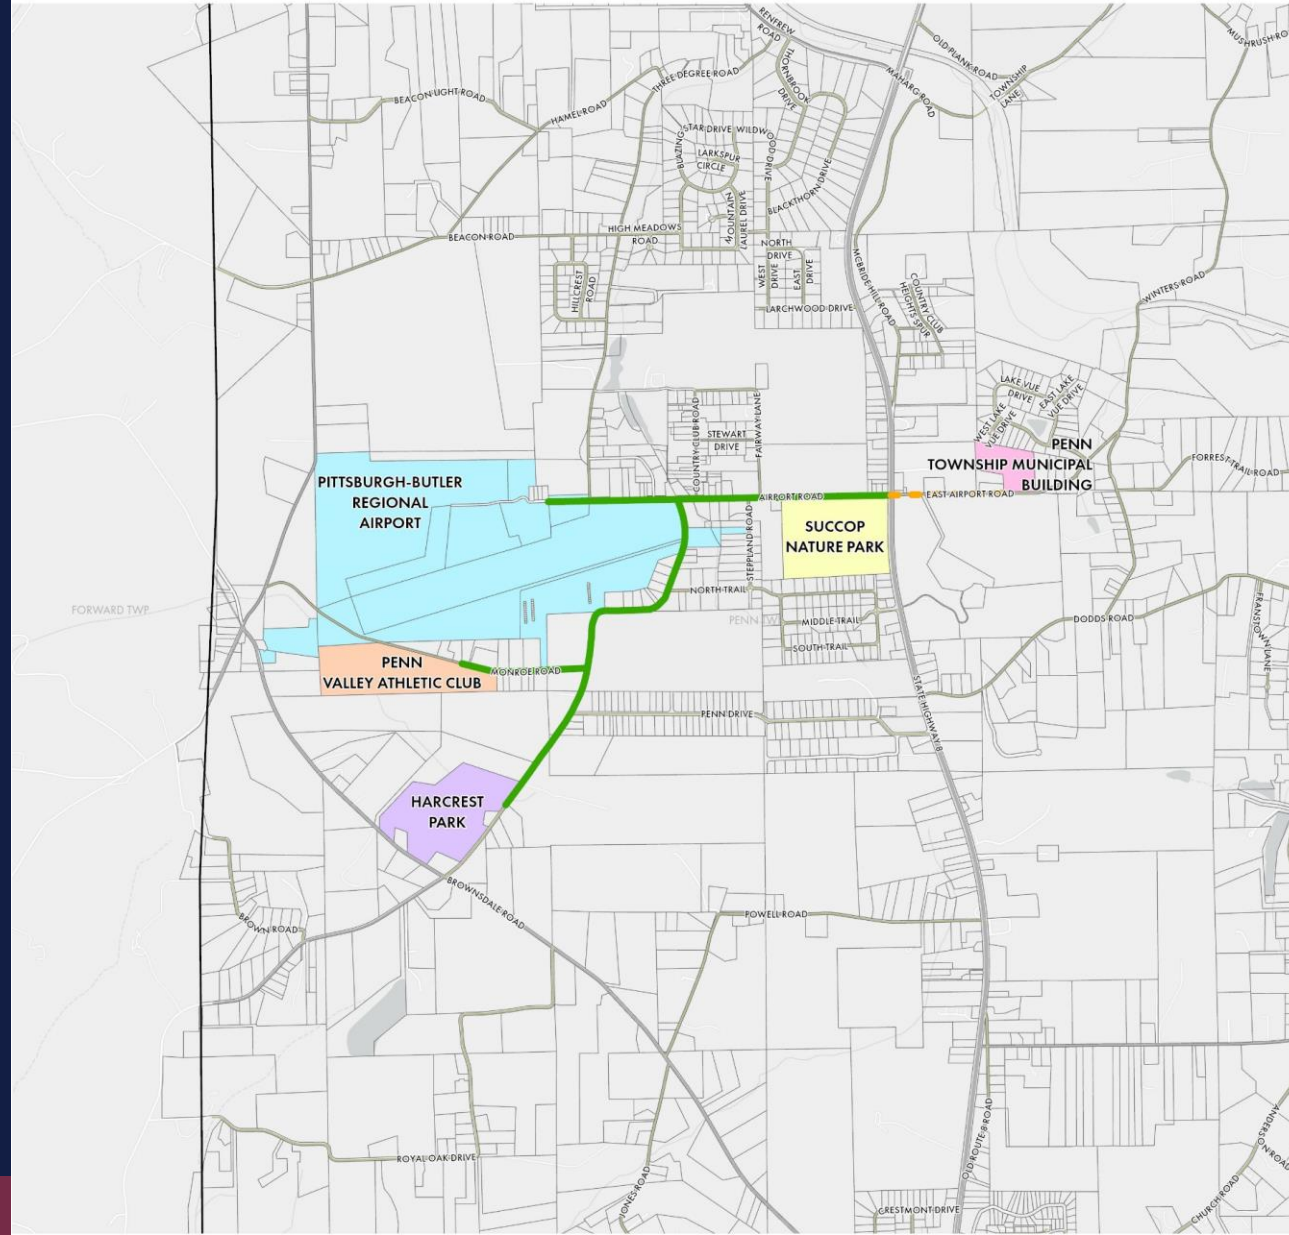 RENFREW
ROAD
OLD PLANK ROAD
MUSHRUSH RO
THORNBROOK
DRIVE
MAHARG ROAD
TOWNSHIP
LANE
THREE DEGREE ROAD
BEACON LIGHT ROAD
HAMEL ROAD
BLAZING STAR DRIVE
WILDWOOD DRIVE
LARKSPUR
CIRCLE
BLACKTHORN DRIVE
MOUNTAIN
LAUREL DRIVE
HIGH MEADOWS
ROAD
BEACON ROAD
NORTH
DRIVE
WEST
DRIVE
EAST
DRIVE
HILLCREST
ROAD
LARCHWOOD DRIVE
MCBRIDE HILL ROAD
COUNTRY CLUB
HEIGHTS SPUR
WINTERS ROAD
LAKE VUE
DRIVE
EAST LAKE
VUE DRIVE
WEST LAKE
VUE DRIVE
COUNTRY CLUB ROAD
STEWART
DRIVE
FAIRWAY LANE
PENN
TOWNSHIP MUNICIPAL
BUILDING
FORREST TRAIL ROAD
PITTSBURGH-BUTLER
REGIONAL
AIRPORT
AIRPORT ROAD
EAST AIRPORT ROAD
SUCCOP
NATURE PARK
STEPPLAND ROAD
NORTH TRAIL
FORWARD TWP
PENN TW
MIDDLE TRAIL
DODDS ROAD
FRANSTOWN LANE
SOUTH TRAIL
PENN
VALLEY ATHLETIC CLUB
MONROE ROAD
STATE HIGHWAY 8
PENN DRIVE
HARCREST
PARK
BROWNSDALE ROAD
BROWN ROAD
POWELL ROAD
ROYAL OAK DRIVE
JONES ROAD
OLD ROUTE 8 ROAD
ANDERSON ROAD
CHURCH ROAD
CRESTMONT DRIVE